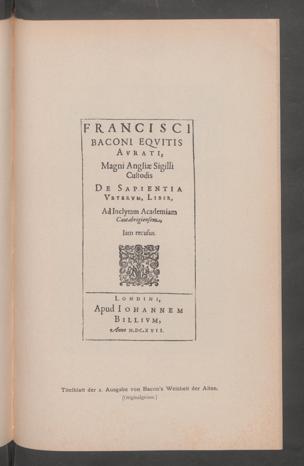 FRANCISCI
BACONI EQVITIS
AVRATI,
Magni Angliæ Sigilli
Custodis
DE SAPIENTIA
VETERVM, LIBER,
Ad Inclytam Academiam
Cantabrigiensem.
Iam recusus.
LONDINI,
Apud IOHANNEM
BILLIVM,
Anno M.DC.XVII.
Titelblatt der 2. Ausgabe von Bacon's Weisheit der Alten.
(Originalgrösse.)